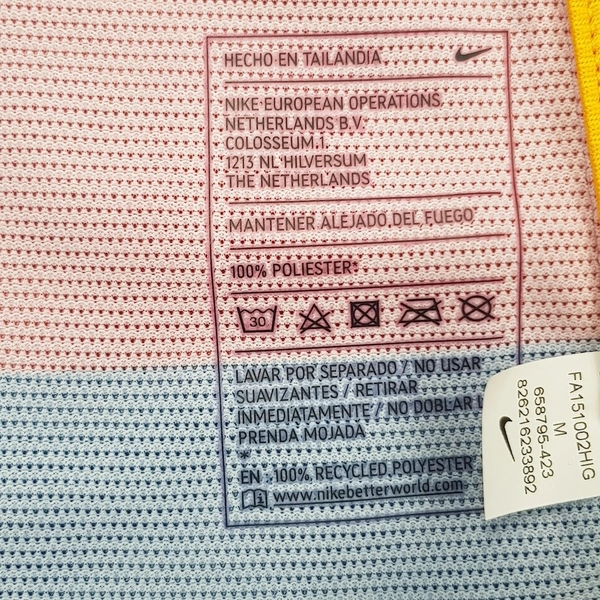 HECHO EN TAILANDIA
NIKE EUROPEAN OPERATIONS
NETHERLANDS B.V.
COLOSSEUM 1
1213 NL HILVERSUM
THE NETHERLANDS
MANTENER ALEJADO DEL FUEGO
100% POLIESTER*
30
LAVAR POR SEPARADO / NO USAR
SUAVIZANTES / RETIRAR
INMEDIATAMENTE / NO DOBLAR L
PRENDA MOJADA
*
EN : 100% RECYCLED POLYESTER
www.nikebetterworld.com
FA151002HIG
M
658795-423
826216233892